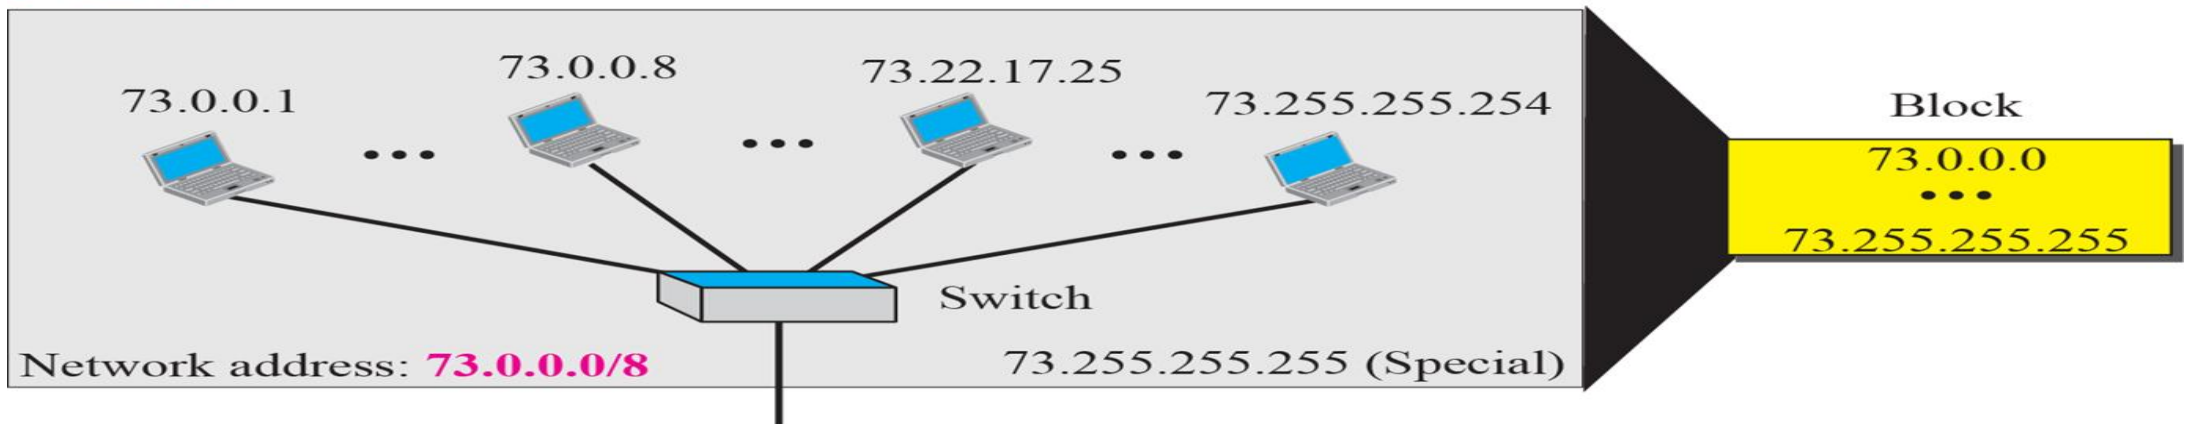 73.0.0.1
73.0.0.8
73.22.17.25
73.255.255.254
Switch
Network address: 73.0.0.0/8
73.255.255.255 (Special)
Block
73.0.0.0
•••
73.255.255.255